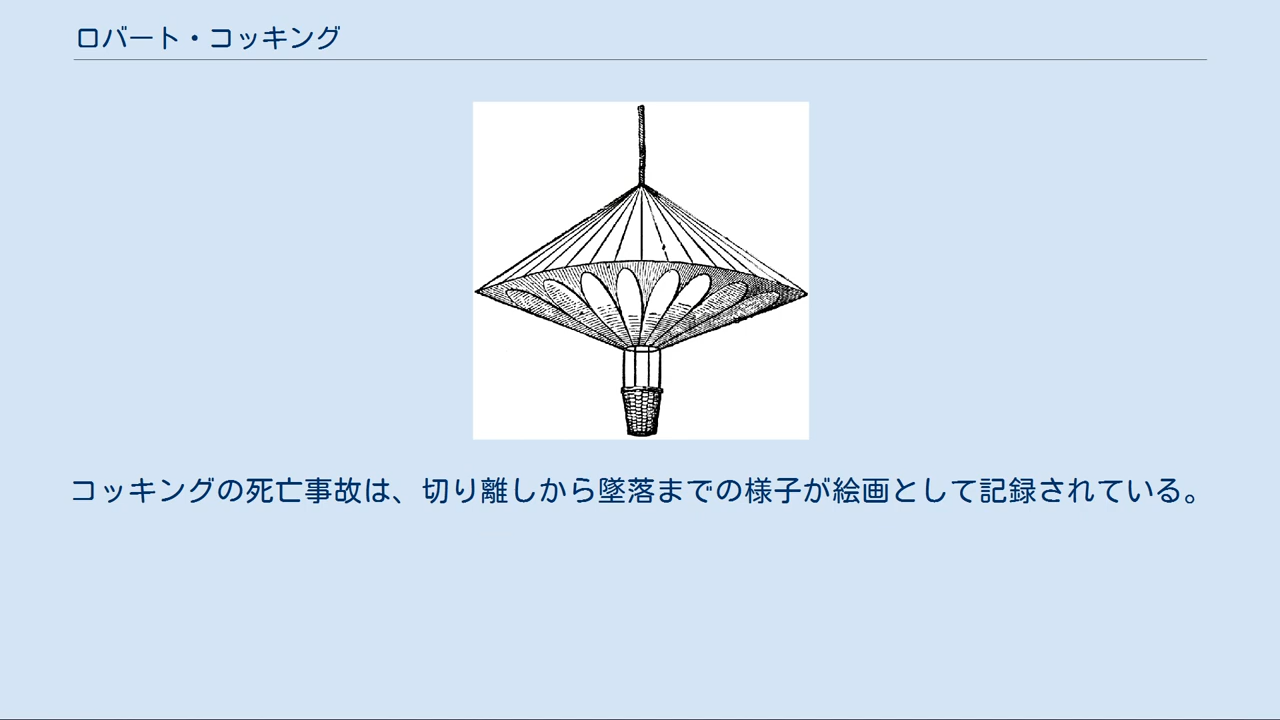 ロバート・コッキング
コッキングの死亡事故は、切り離しから墜落までの様子が絵画として記録されている。